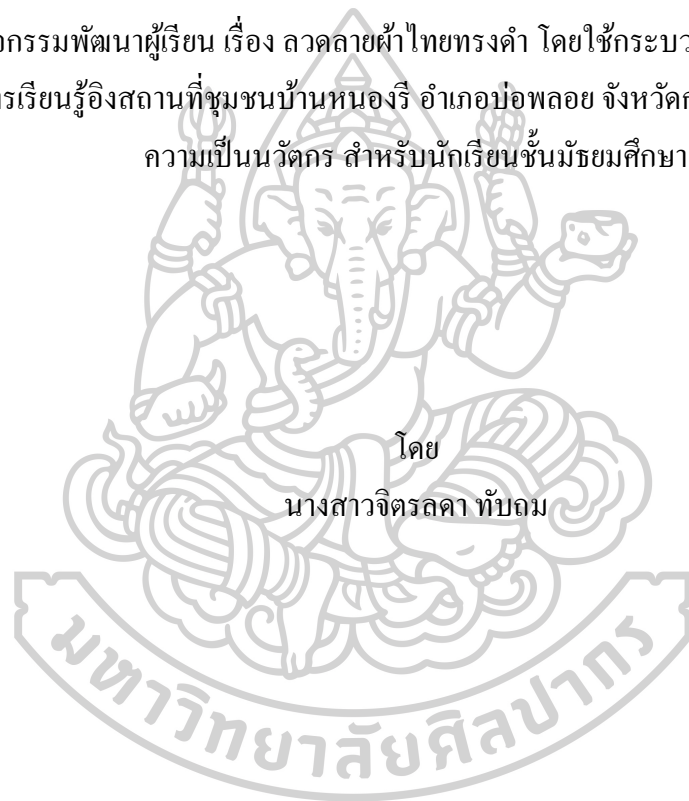 จกรรมพัฒนาผู้เรียน เรื่อง ลวดลายผ้าไทยทรงดำ โดยใช้กระบว
ารเรียนรู้อิงสถานที่ชุมชนบ้านหนองรี อำเภอบ่อพลอย จังหวัดก
ความเป็นนวัตกร สำหรับนักเรียนชั้นมัธยมศึกษา
โดย
นางสาวจิตรลดา ทับถม
มหาวิทยาลัยศิลปากร